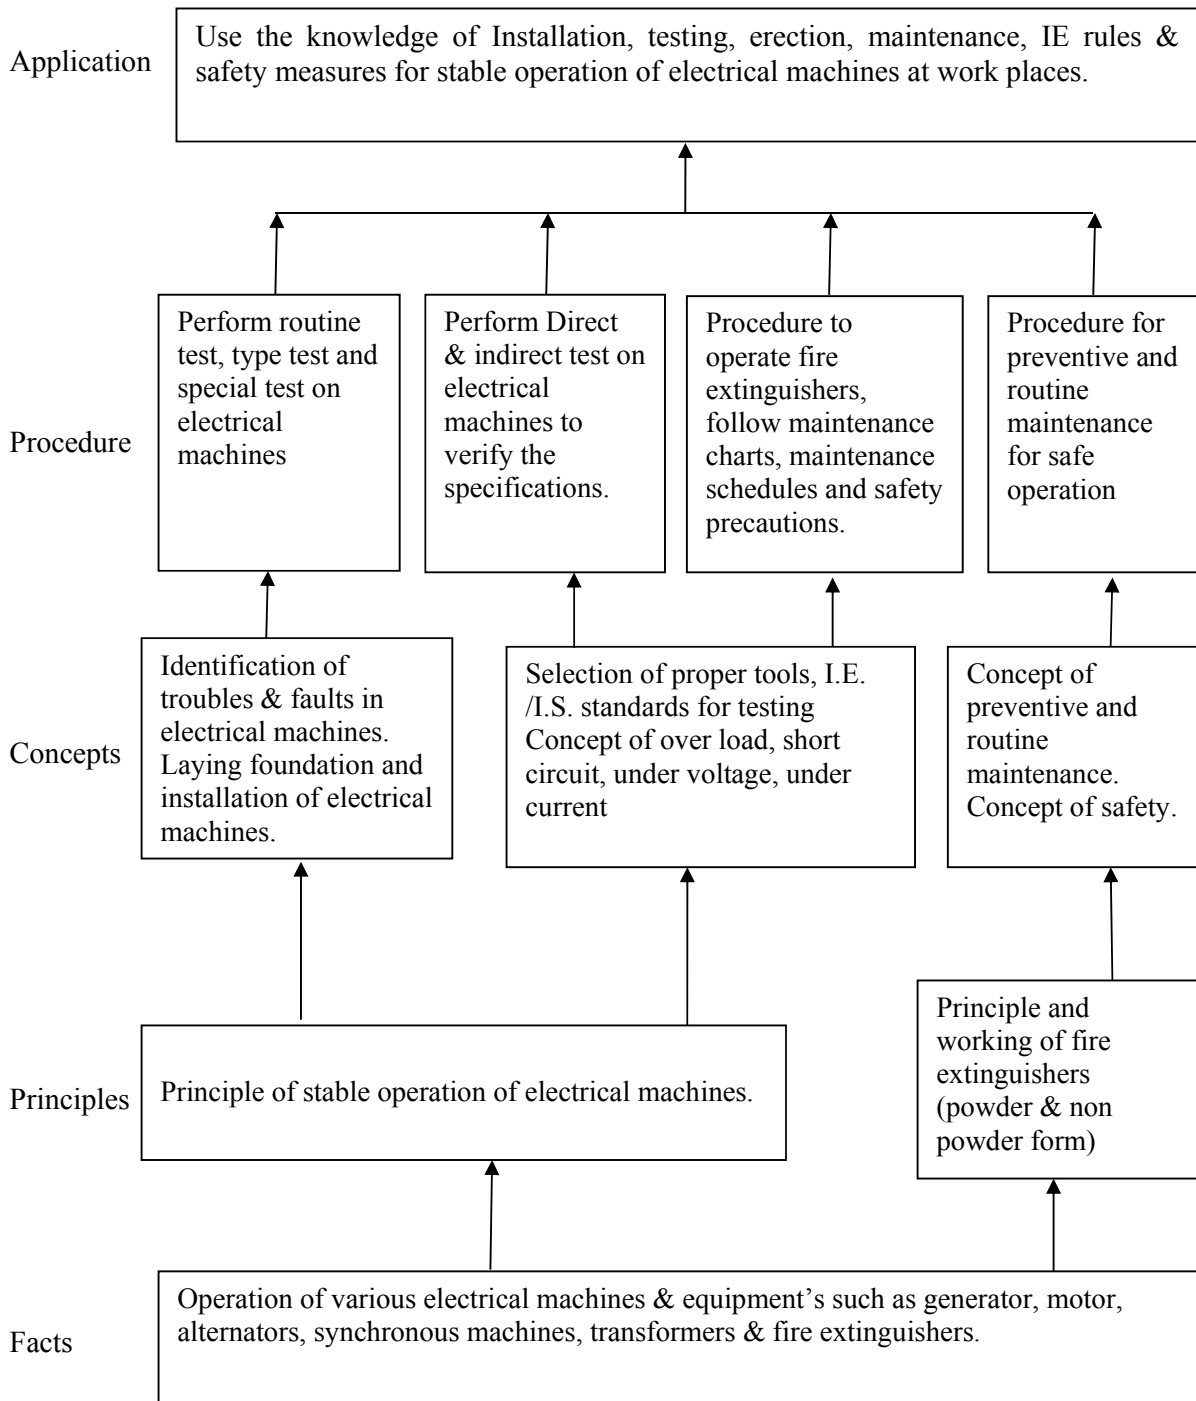 Application
Use the knowledge of Installation, testing, erection, maintenance, IE rules &
safety measures for stable operation of electrical machines at work places.
Procedure
Perform routine
test, type test and
special test on
electrical
machines
Perform Direct
& indirect test on
electrical
machines to
verify the
specifications.
Procedure to
operate fire
extinguishers,
follow maintenance
charts, maintenance
schedules and safety
precautions.
Procedure for
preventive and
routine
maintenance
for safe
operation
Concepts
Identification of
troubles & faults in
electrical machines.
Laying foundation and
installation of electrical
machines.
Selection of proper tools, I.E.
/I.S. standards for testing
Concept of over load, short
circuit, under voltage, under
current
Concept of
preventive and
routine
maintenance.
Concept of safety.
Principles
Principle of stable operation of electrical machines.
Principle and
working of fire
extinguishers
(powder & non
powder form)
Facts
Operation of various electrical machines & equipment’s such as generator, motor,
alternators, synchronous machines, transformers & fire extinguishers.